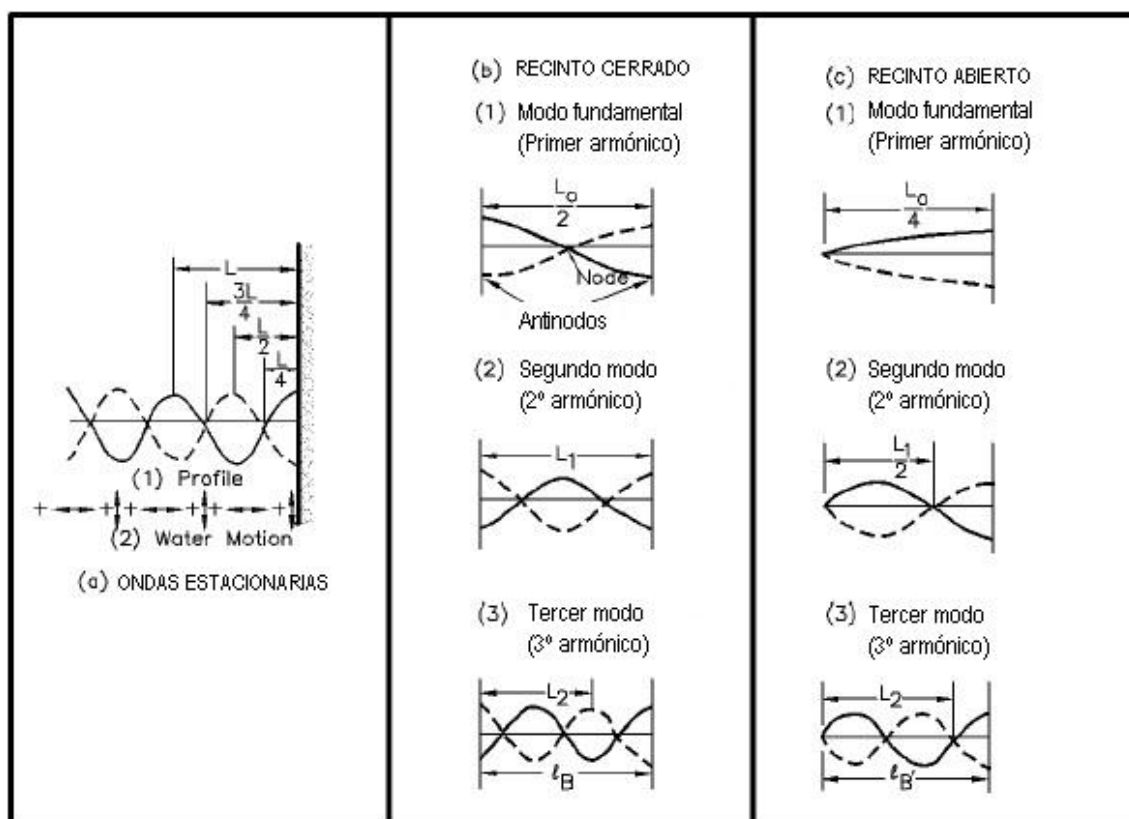 L
3L
4
L
2
L
4
(1) Profile
+ + + + + +
(2) Water Motion
(a) ONDAS ESTACIONARIAS
(b) RECINTO CERRADO
(1) Modo fundamental
(Primer armónico)
Lo
2
Node
Antinodos
(2) Segundo modo
(2º armónico)
L1
(3) Tercer modo
(3º armónico)
L2
ℓB
(c) RECINTO ABIERTO
(1) Modo fundamental
(Primer armónico)
Lo
4
(2) Segundo modo
(2º armónico)
L1
2
(3) Tercer modo
(3º armónico)
L2
ℓB'